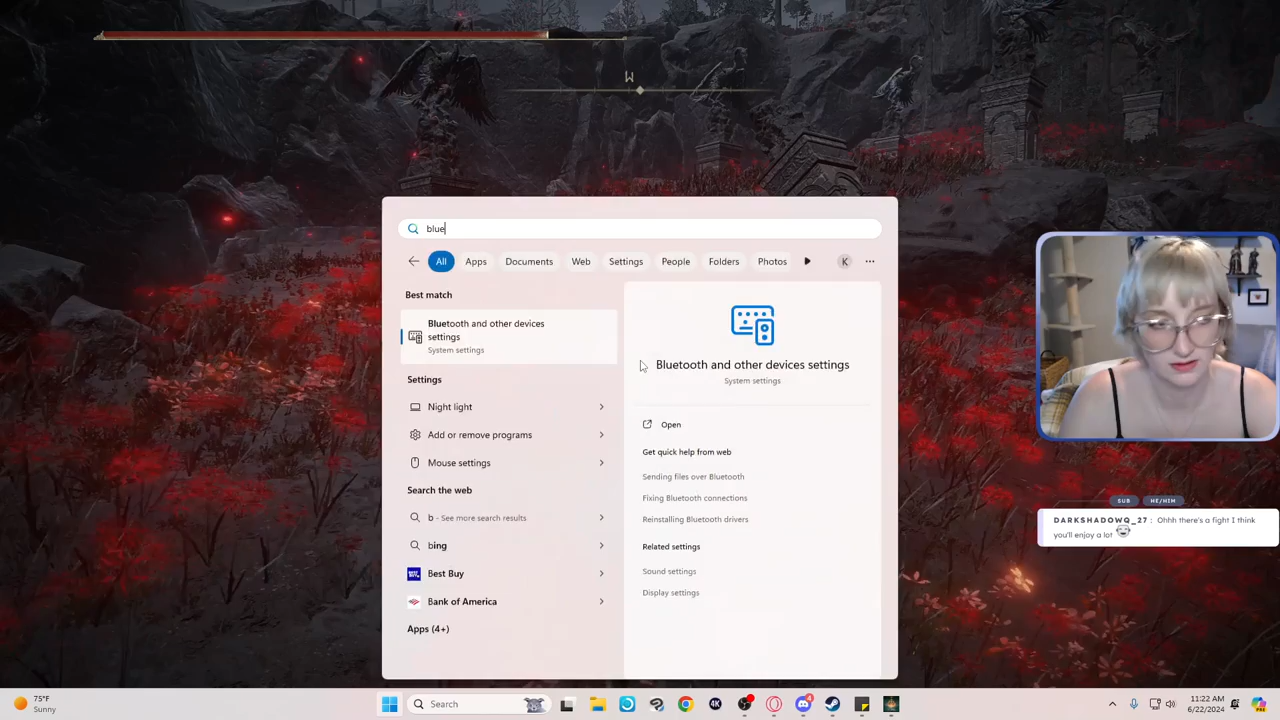 W
blue
All Apps Documents Web Settings People Folders Photos K
Best match
Bluetooth and other devices
settings
System settings
Settings
Night light
Add or remove programs
Mouse settings
Search the web
b - See more search results
bing
Best Buy
Bank of America
Apps (4+)
Bluetooth and other devices settings
System settings
Open
Get quick help from web
Sending files over Bluetooth
Fixing Bluetooth connections
Reinstalling Bluetooth drivers
Related settings
Sound settings
Display settings
SUB HE/HIM
DARKSHADOWQ_27 : Ohhh there's a fight I think
you'll enjoy a lot
75°F
Sunny
Search
4K
4
11:22 AM
6/22/2024